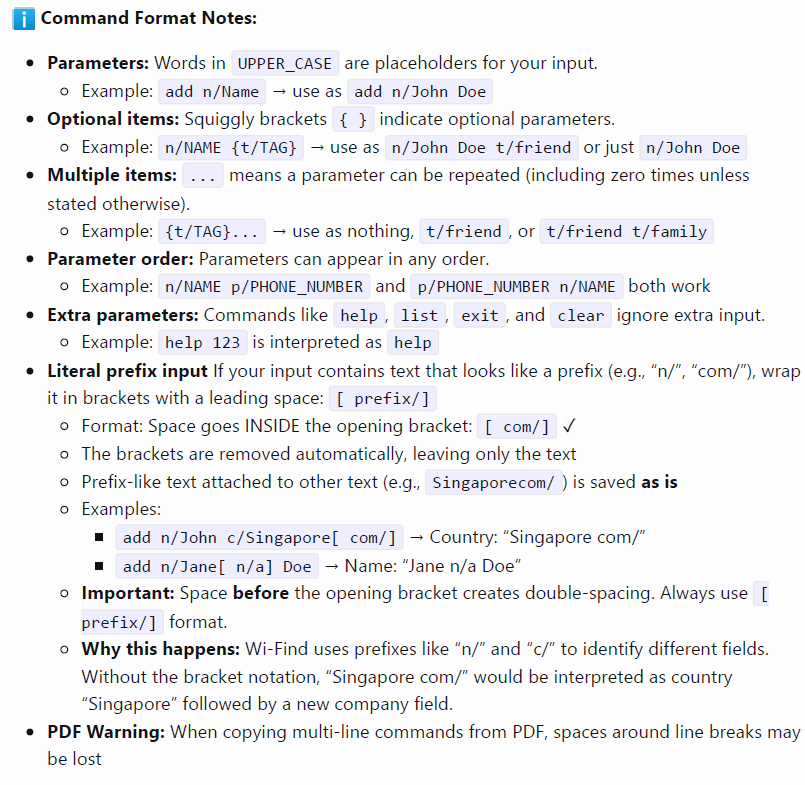 ℹ️ Command Format Notes:
• Parameters: Words in UPPER_CASE are placeholders for your input.
○ Example: add n/Name → use as add n/John Doe
• Optional items: Squiggly brackets { } indicate optional parameters.
○ Example: n/NAME {t/TAG} → use as n/John Doe t/friend or just n/John Doe
• Multiple items: ... means a parameter can be repeated (including zero times unless
stated otherwise).
○ Example: {t/TAG}... → use as nothing, t/friend, or t/friend t/family
• Parameter order: Parameters can appear in any order.
○ Example: n/NAME p/PHONE_NUMBER and p/PHONE_NUMBER n/NAME both work
• Extra parameters: Commands like help, list, exit, and clear ignore extra input.
○ Example: help 123 is interpreted as help
• Literal prefix input If your input contains text that looks like a prefix (e.g., “n/”, “com/”), wrap
it in brackets with a leading space: [ prefix/]
○ Format: Space goes INSIDE the opening bracket: [ com/] ✓
○ The brackets are removed automatically, leaving only the text
○ Prefix-like text attached to other text (e.g., Singaporecom/ ) is saved as is
○ Examples:
■ add n/John c/Singapore[ com/] → Country: “Singapore com/”
■ add n/Jane[ n/a] Doe → Name: “Jane n/a Doe”
○ Important: Space before the opening bracket creates double-spacing. Always use [
prefix/] format.
○ Why this happens: Wi-Find uses prefixes like “n/” and “c/” to identify different fields.
Without the bracket notation, “Singapore com/” would be interpreted as country
“Singapore” followed by a new company field.
• PDF Warning: When copying multi-line commands from PDF, spaces around line breaks may
be lost